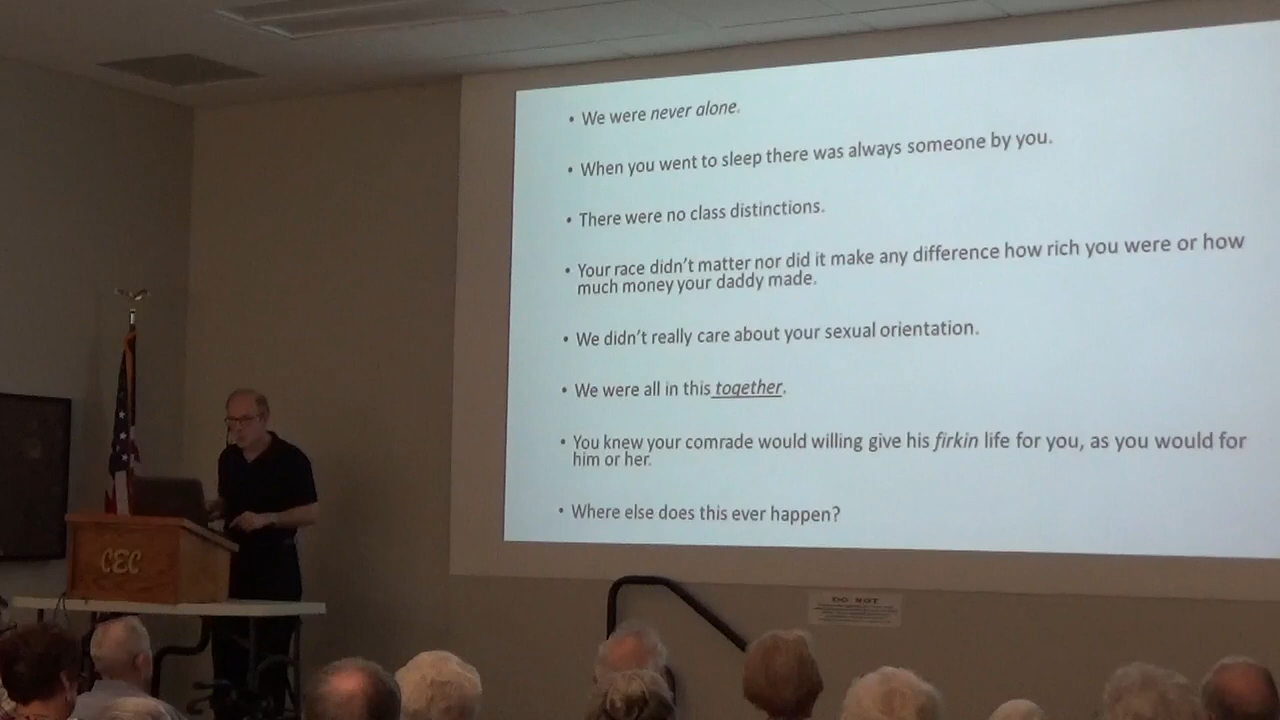 • We were never alone.
• When you went to sleep there was always someone by you.
• There were no class distinctions.
• Your race didn't matter nor did it make any difference how rich you were or how
much money your daddy made.
• We didn't really care about your sexual orientation.
• We were all in this together.
• You knew your comrade would willing give his firkin life for you, as you would for
him or her.
• Where else does this ever happen?
CEC
DO NOT